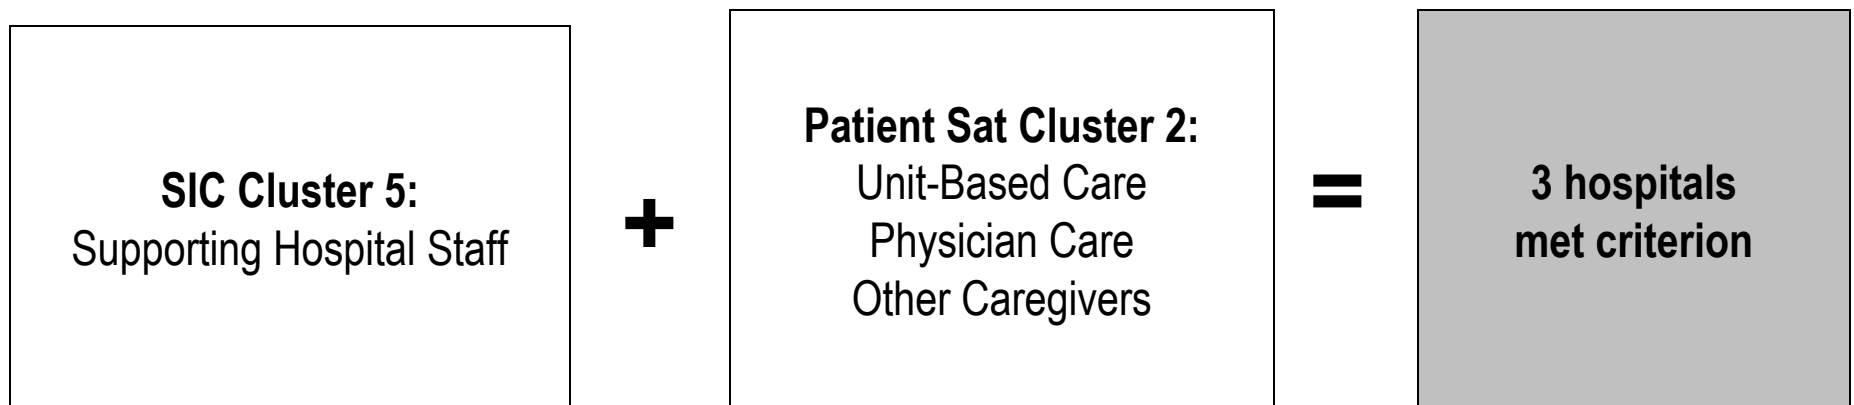 SIC Cluster 5:
Supporting Hospital Staff
+
Patient Sat Cluster 2:
Unit-Based Care
Physician Care
Other Caregivers
=
3 hospitals
met criterion